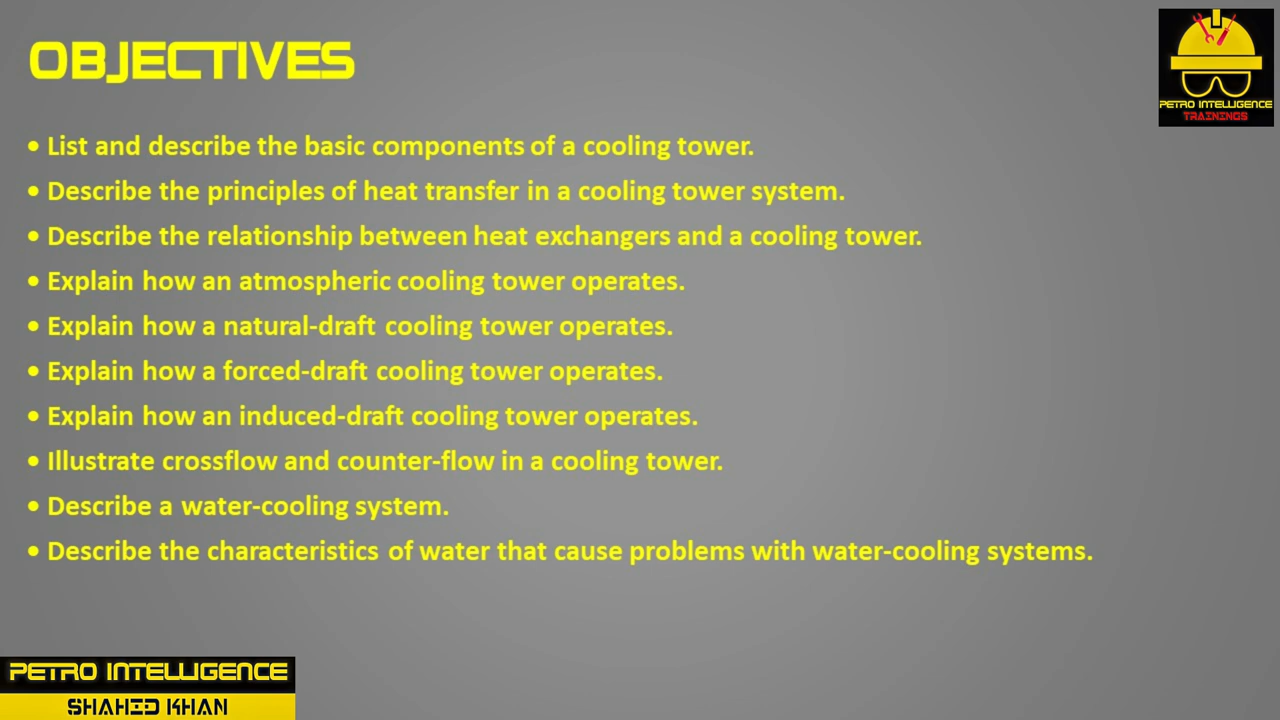 OBJECTIVES
PETRO INTELLIGENCE
TRAININGS
• List and describe the basic components of a cooling tower.
• Describe the principles of heat transfer in a cooling tower system.
• Describe the relationship between heat exchangers and a cooling tower.
• Explain how an atmospheric cooling tower operates.
• Explain how a natural-draft cooling tower operates.
• Explain how a forced-draft cooling tower operates.
• Explain how an induced-draft cooling tower operates.
• Illustrate crossflow and counter-flow in a cooling tower.
• Describe a water-cooling system.
• Describe the characteristics of water that cause problems with water-cooling systems.
PETRO INTELLIGENCE
SHAHID KHAN